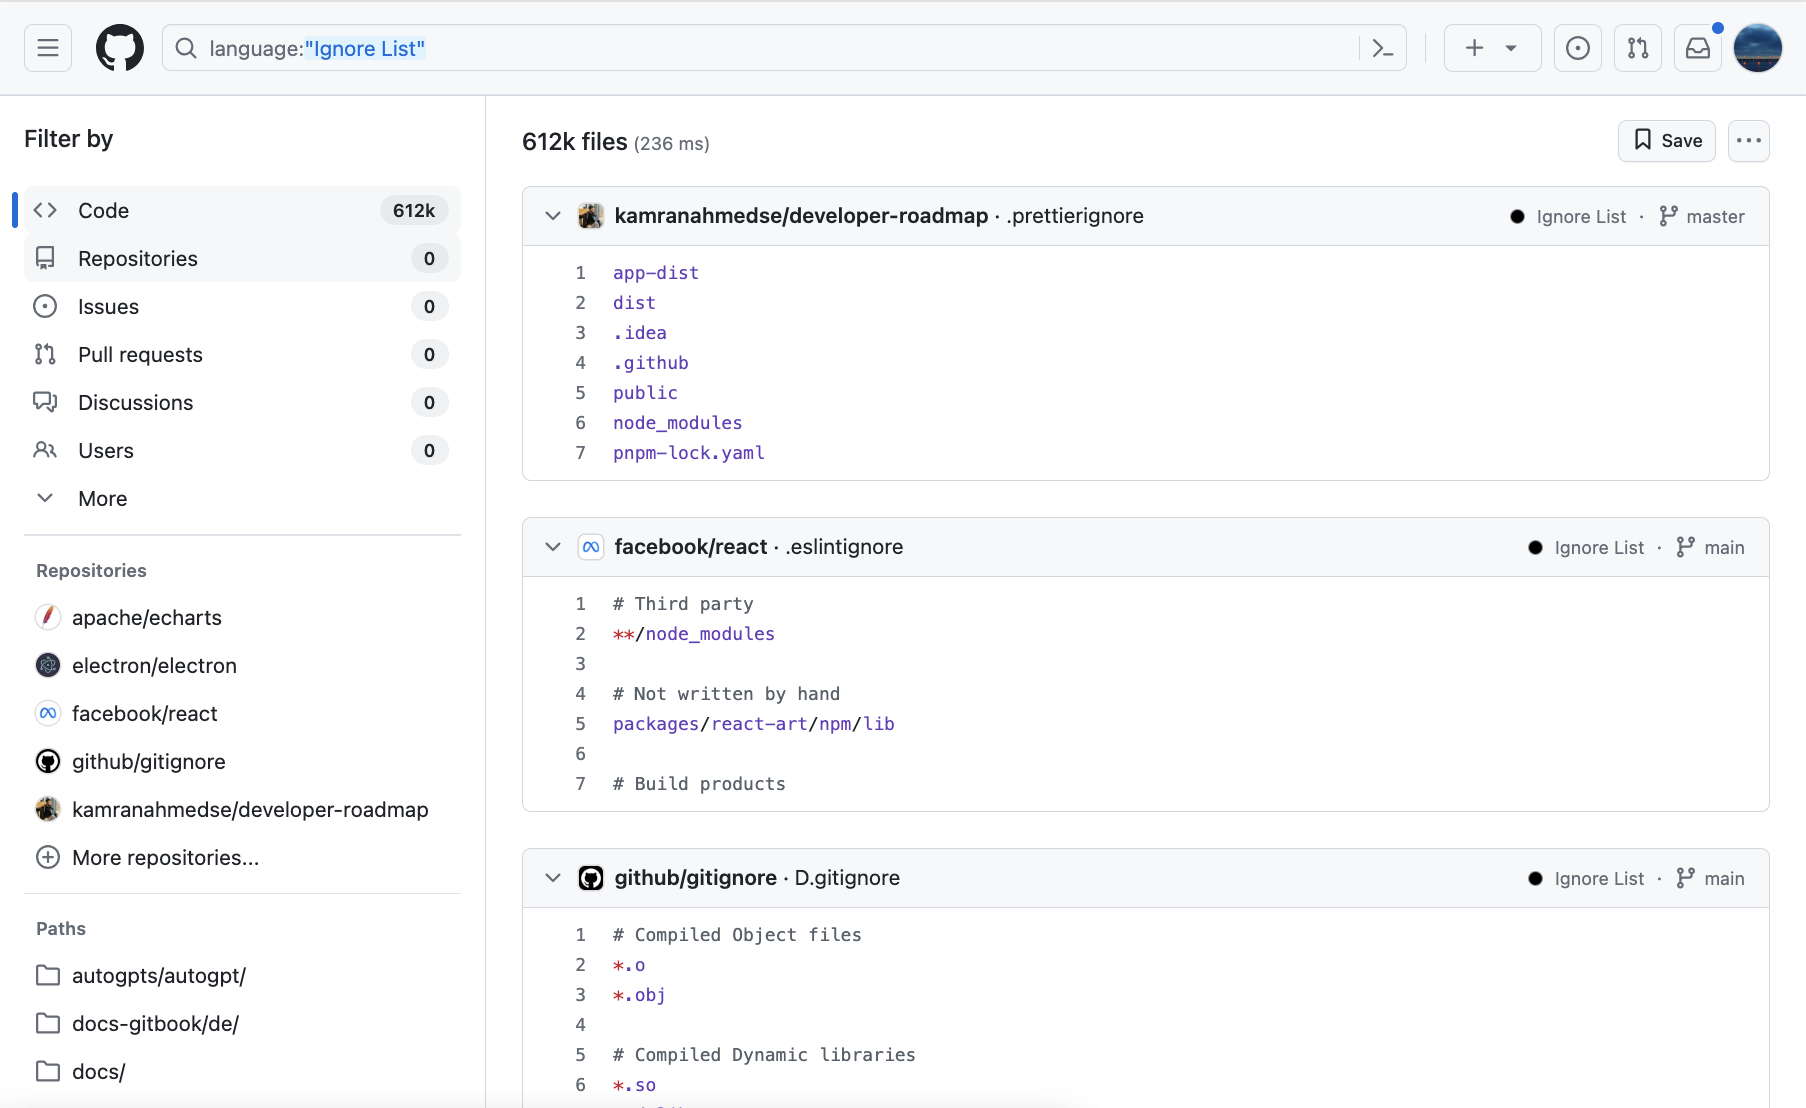 language:"Ignore List"
Filter by
Code 612k
Repositories 0
Issues 0
Pull requests 0
Discussions 0
Users 0
More
Repositories
apache/echarts
electron/electron
facebook/react
github/gitignore
kamranahmedse/developer-roadmap
More repositories...
Paths
autogpts/autogpt/
docs-gitbook/de/
docs/
612k files (236 ms)
Save
kamranahmedse/developer-roadmap · .prettierignore Ignore List · master
1 app-dist
2 dist
3 .idea
4 .github
5 public
6 node_modules
7 pnpm-lock.yaml
facebook/react · .eslintignore Ignore List · main
1 # Third party
2 **/node_modules
3
4 # Not written by hand
5 packages/react-art/npm/lib
6
7 # Build products
github/gitignore · D.gitignore Ignore List · main
1 # Compiled Object files
2 *.o
3 *.obj
4
5 # Compiled Dynamic libraries
6 *.so